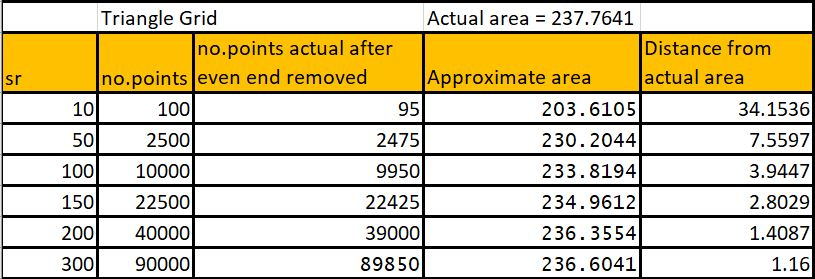 Triangle Grid Actual area = 237.7641
sr no.points no.points actual after even end removed Approximate area Distance from actual area
10 100 95 203.6105 34.1536
50 2500 2475 230.2044 7.5597
100 10000 9950 233.8194 3.9447
150 22500 22425 234.9612 2.8029
200 40000 39000 236.3554 1.4087
300 90000 89850 236.6041 1.16